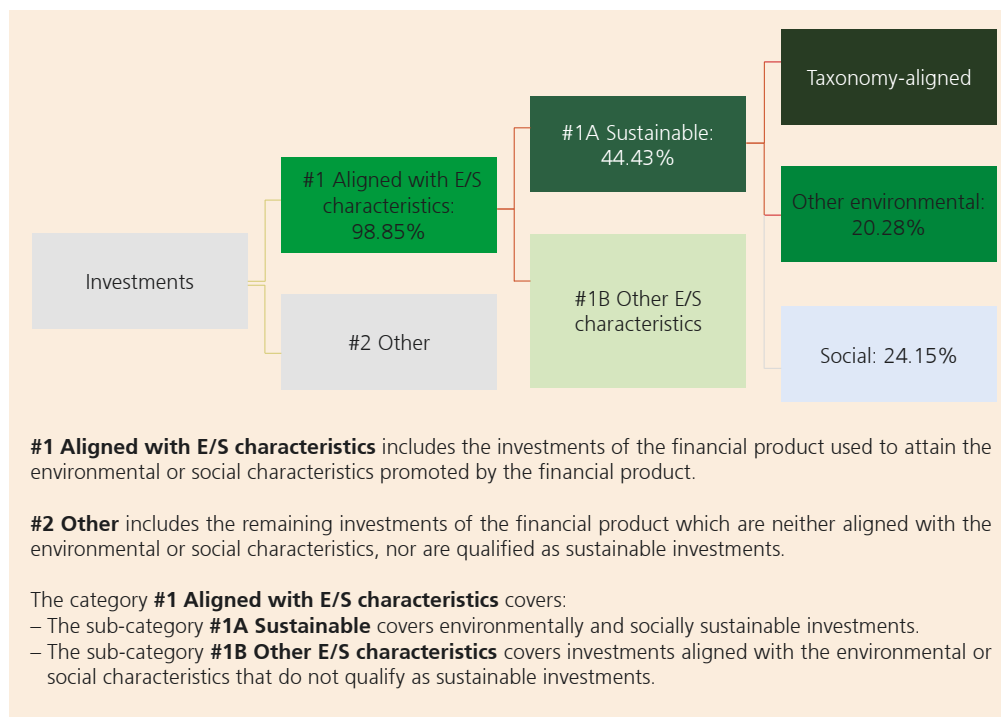 Taxonomy-aligned
#1A Sustainable:
44.43%
#1 Aligned with E/S
characteristics:
98.85%
Other environmental:
20.28%
Investments
#1B Other E/S
characteristics
#2 Other
Social: 24.15%
#1 Aligned with E/S characteristics includes the investments of the financial product used to attain the
environmental or social characteristics promoted by the financial product.
#2 Other includes the remaining investments of the financial product which are neither aligned with the
environmental or social characteristics, nor are qualified as sustainable investments.
The category #1 Aligned with E/S characteristics covers:
– The sub-category #1A Sustainable covers environmentally and socially sustainable investments.
– The sub-category #1B Other E/S characteristics covers investments aligned with the environmental or
social characteristics that do not qualify as sustainable investments.